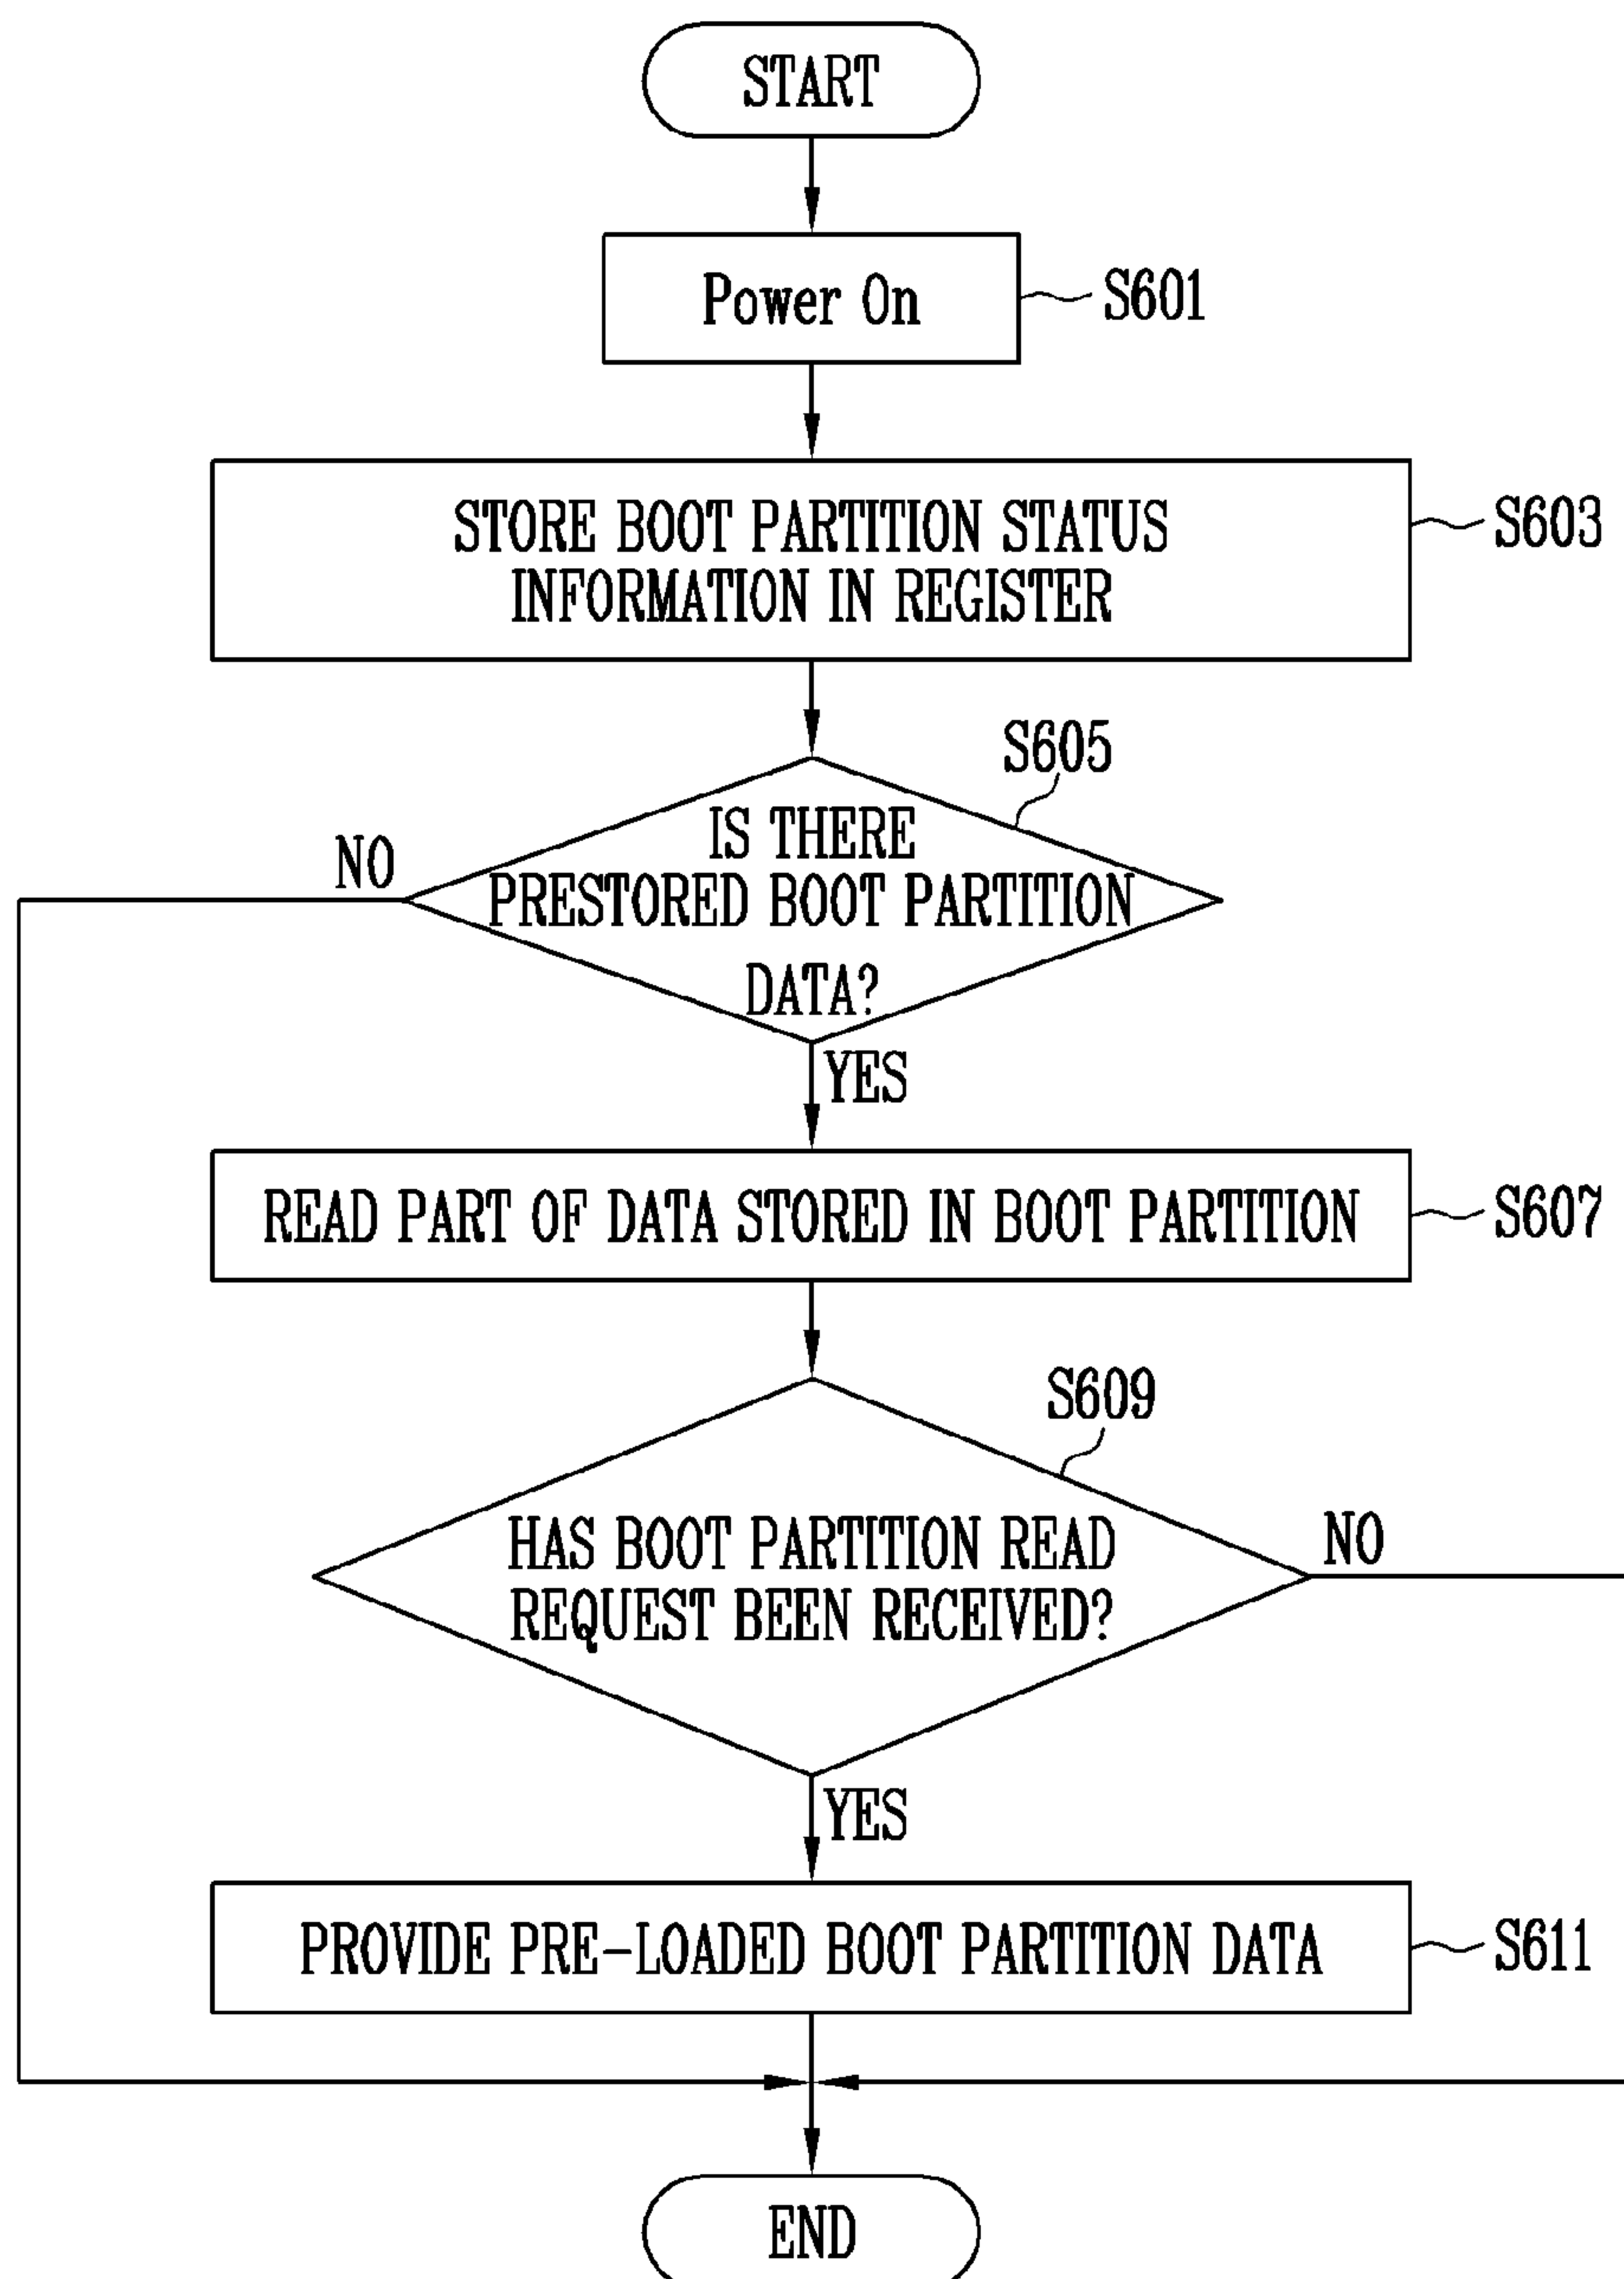 START
Power On
S601
STORE BOOT PARTITION STATUS
INFORMATION IN REGISTER
S603
S605
IS THERE
PRESTORED BOOT PARTITION
DATA?
NO
YES
READ PART OF DATA STORED IN BOOT PARTITION
S607
S609
HAS BOOT PARTITION READ
REQUEST BEEN RECEIVED?
NO
YES
PROVIDE PRE-LOADED BOOT PARTITION DATA
S611
END